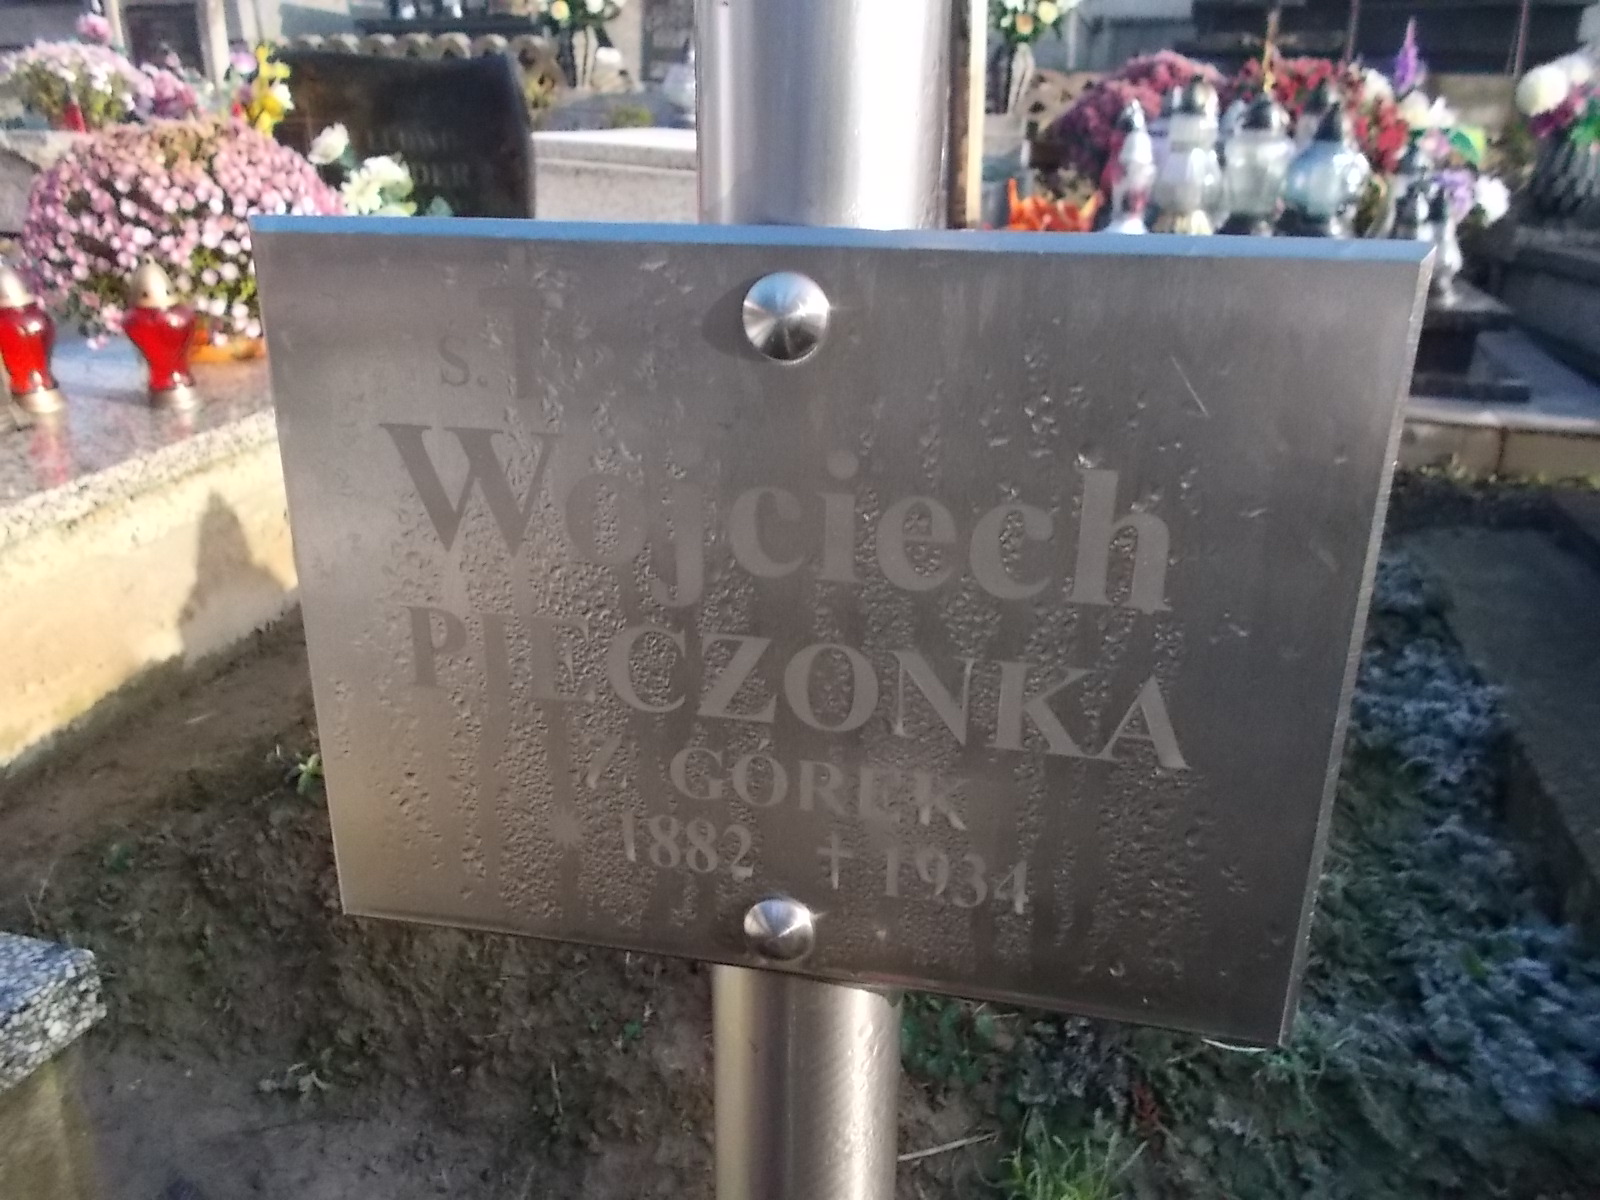 Ś.†
Wojciech
PIECZONKA
Z GÓREK
* 1882 † 1934